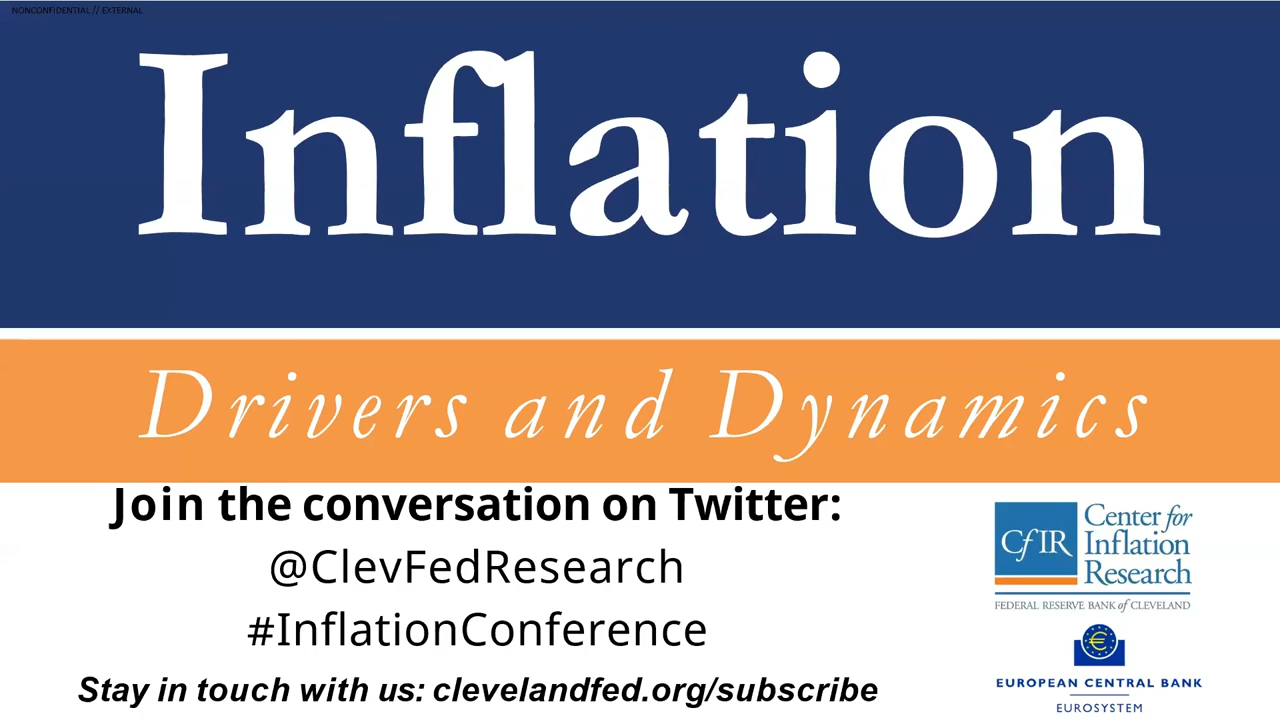 NONCONFIDENTIAL // EXTERNAL
Inflation
Drivers and Dynamics
Join the conversation on Twitter:
@ClevFedResearch
#InflationConference
Stay in touch with us: clevelandfed.org/subscribe
CfIR
Center for
Inflation
Research
FEDERAL RESERVE BANK of CLEVELAND
€
EUROPEAN CENTRAL BANK
EUROSYSTEM